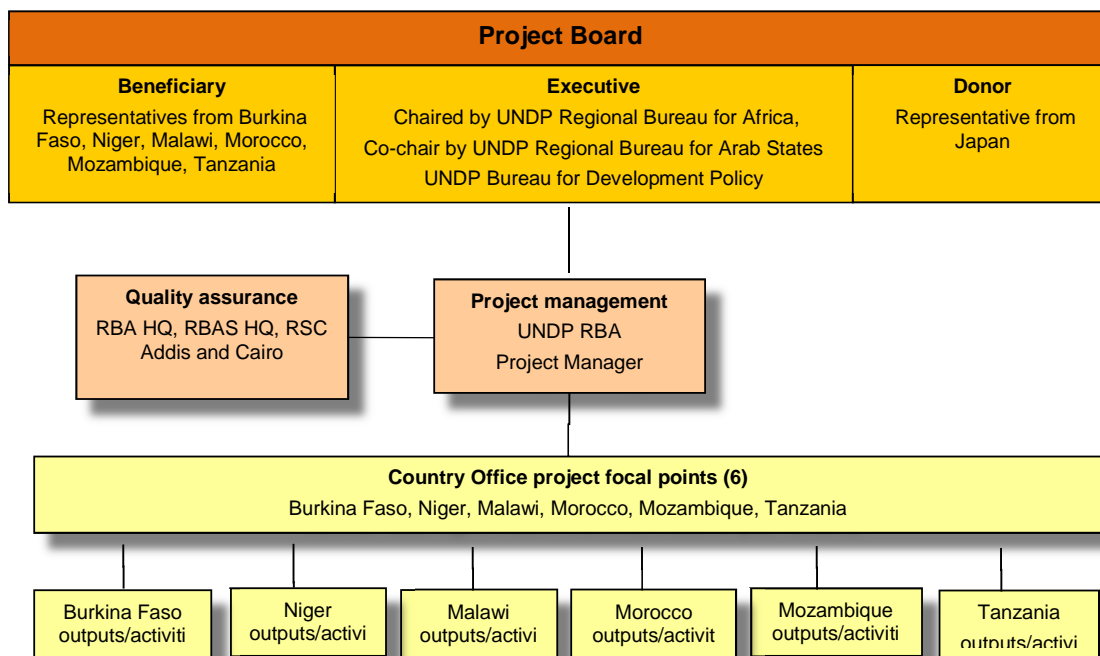 Project Board
Beneficiary
Representatives from Burkina
Faso, Niger, Malawi, Morocco,
Mozambique, Tanzania
Executive
Chaired by UNDP Regional Bureau for Africa,
Co-chair by UNDP Regional Bureau for Arab States
UNDP Bureau for Development Policy
Donor
Representative from
Japan
Quality assurance
RBA HQ, RBAS HQ, RSC
Addis and Cairo
Project management
UNDP RBA
Project Manager
Country Office project focal points (6)
Burkina Faso, Niger, Malawi, Morocco, Mozambique, Tanzania
Burkina Faso
outputs/activiti
Niger
outputs/activi
Malawi
outputs/activi
Morocco
outputs/activit
Mozambique
outputs/activiti
Tanzania
outputs/activi